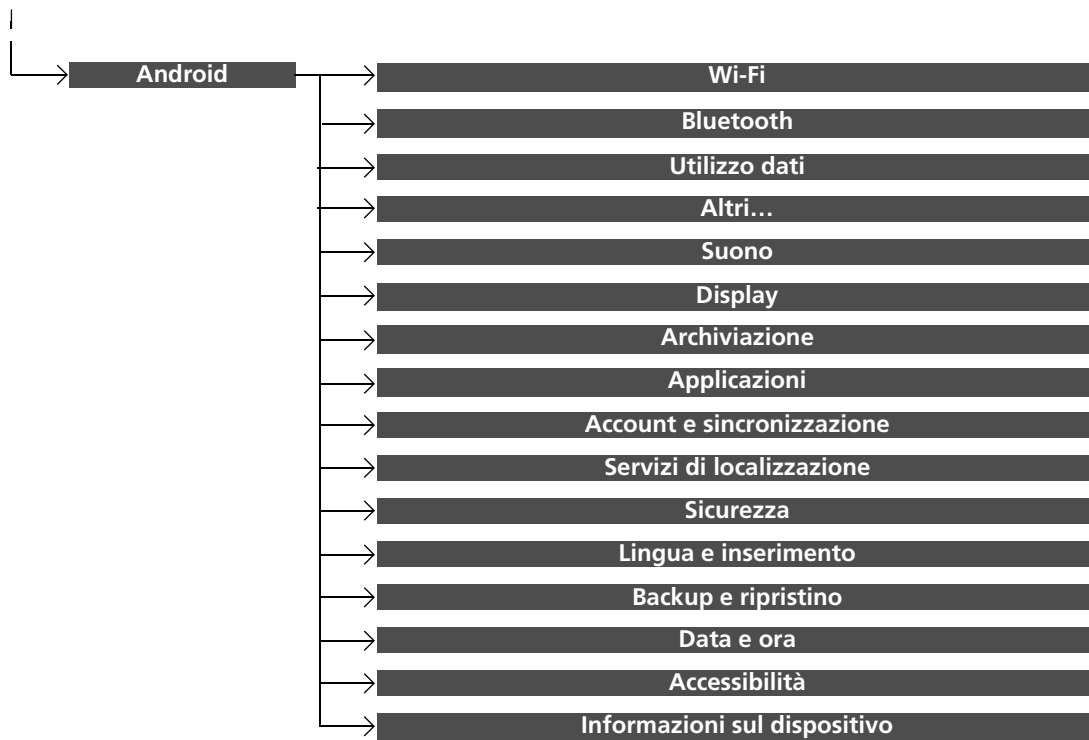 Android
Wi-Fi
Bluetooth
Utilizzo dati
Altri...
Suono
Display
Archiviazione
Applicazioni
Account e sincronizzazione
Servizi di localizzazione
Sicurezza
Lingua e inserimento
Backup e ripristino
Data e ora
Accessibilità
Informazioni sul dispositivo